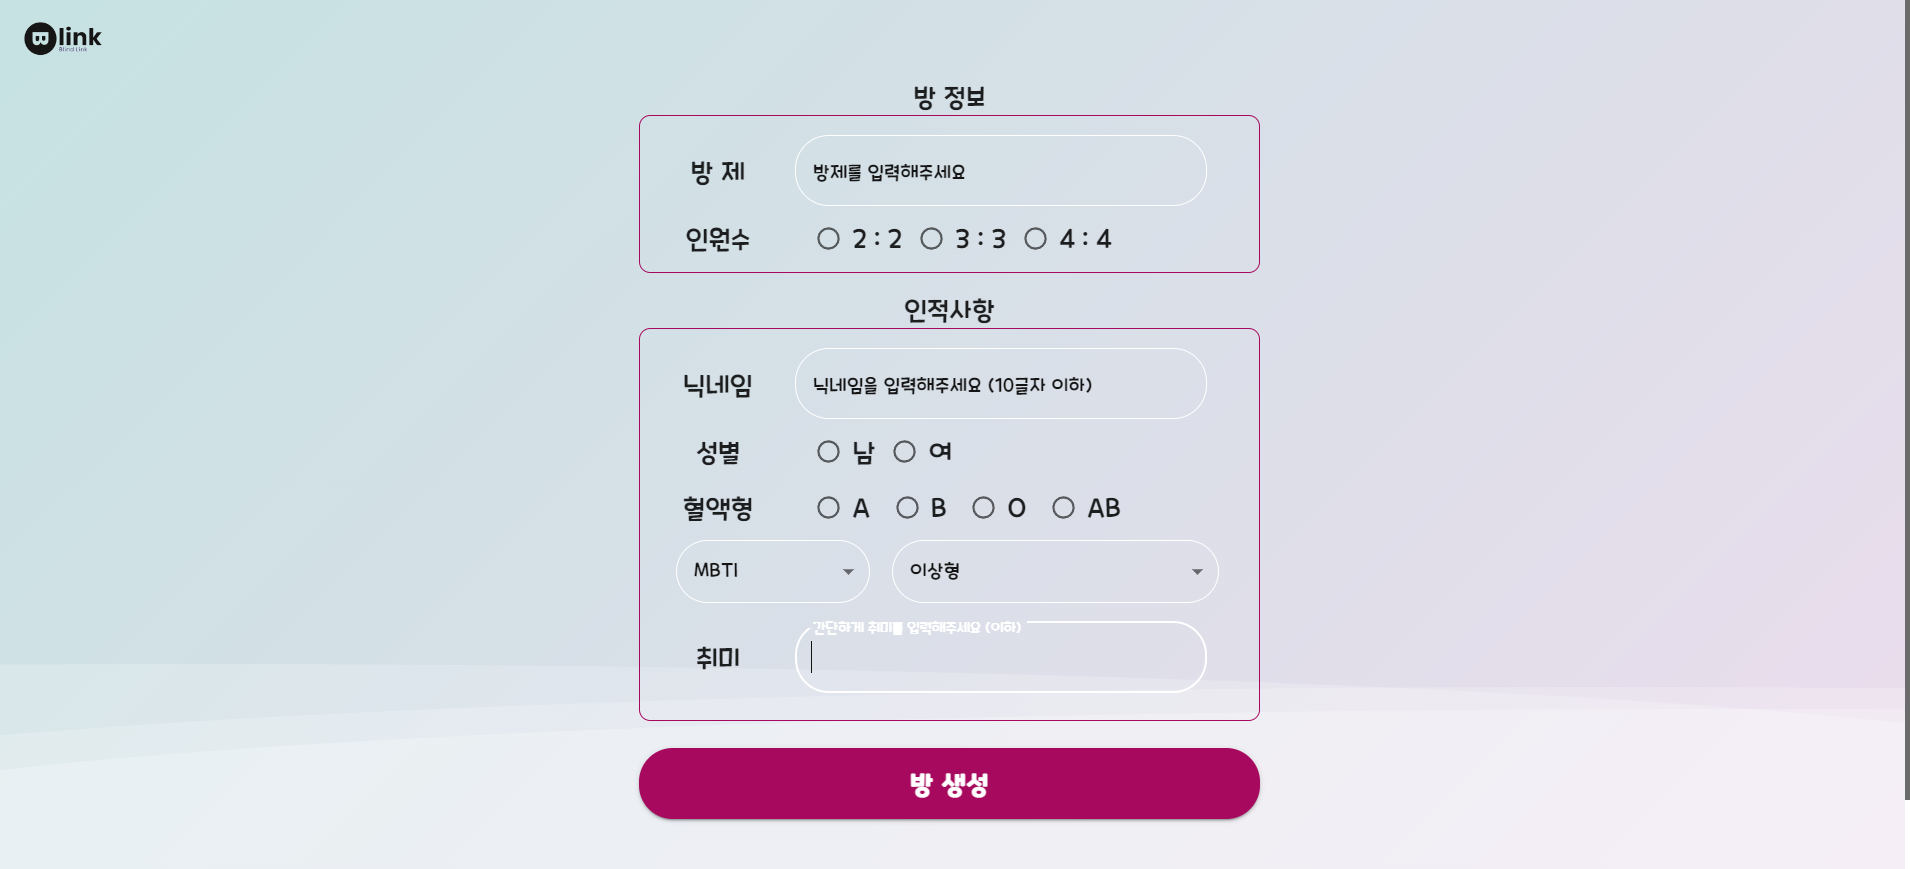 B link
Blind Link
방 정보
방 제 방제를 입력해주세요
인원수 2 : 2 3 : 3 4 : 4
인적사항
닉네임 닉네임을 입력해주세요 (10글자 이하)
성별 남 여
혈액형 A B O AB
MBTI 이상형
간단하게 취미를 입력해주세요 (이하)
취미
방 생성